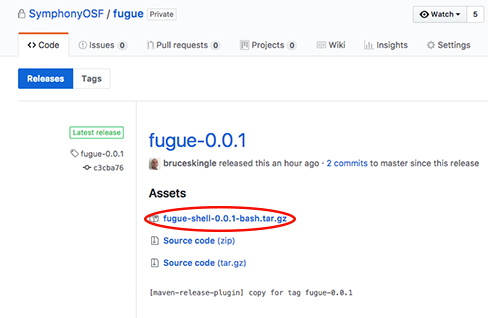 SymphonyOSF / fugue Private Watch 5
Code Issues 0 Pull requests 0 Projects 0 Wiki Insights Settings
Releases Tags
Latest release
fugue-0.0.1
c3cba76
fugue-0.0.1
bruceskingle released this an hour ago · 2 commits to master since this release
Assets
fugue-shell-0.0.1-bash.tar.gz
Source code (zip)
Source code (tar.gz)
[maven-release-plugin] copy for tag fugue-0.0.1